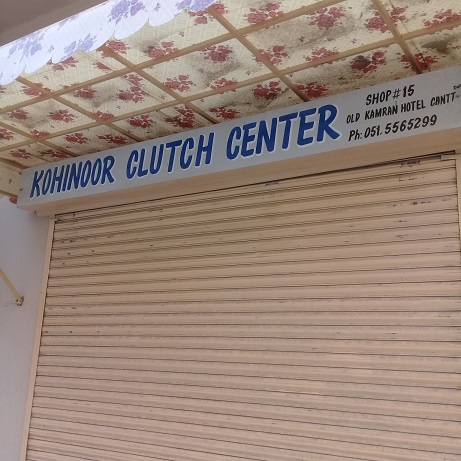 KOHINOOR CLUTCH CENTER
SHOP#15
OLD KAMRAN HOTEL CANTT
Ph: 051.5565299